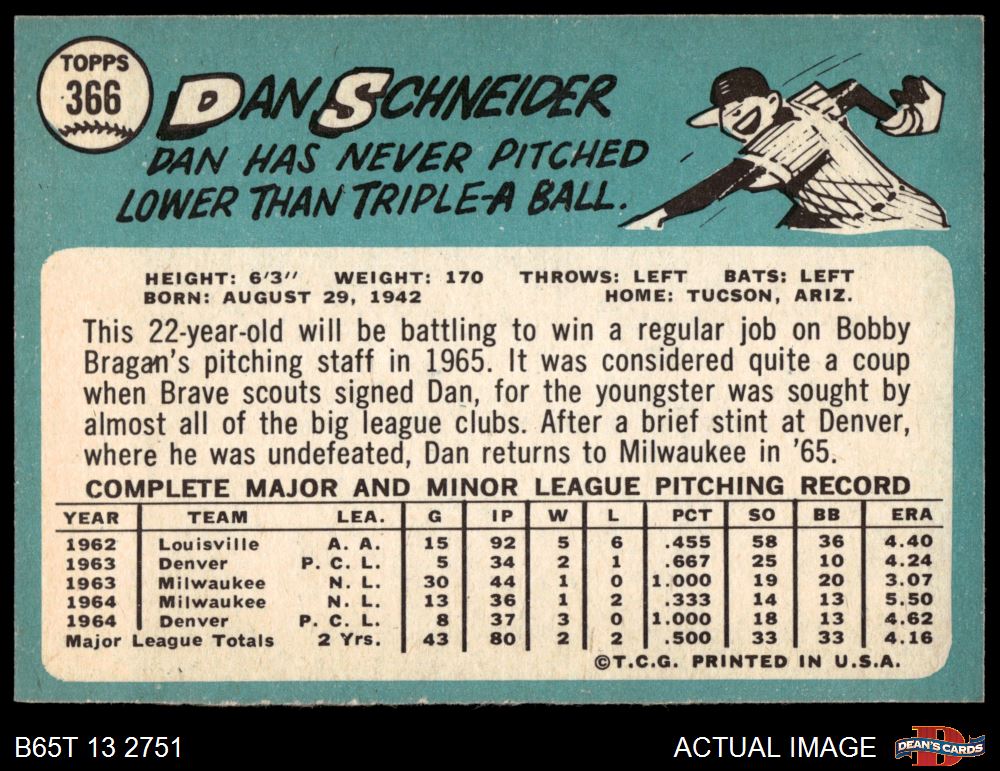 TOPPS
366
DAN SCHNEIDER
DAN HAS NEVER PITCHED
LOWER THAN TRIPLE-A BALL.
HEIGHT: 6'3" WEIGHT: 170 THROWS: LEFT BATS: LEFT
BORN: AUGUST 29, 1942 HOME: TUCSON, ARIZ.
This 22-year-old will be battling to win a regular job on Bobby
Bragan's pitching staff in 1965. It was considered quite a coup
when Brave scouts signed Dan, for the youngster was sought by
almost all of the big league clubs. After a brief stint at Denver,
where he was undefeated, Dan returns to Milwaukee in '65.
COMPLETE MAJOR AND MINOR LEAGUE PITCHING RECORD
YEAR TEAM LEA. G IP W L PCT SO BB ERA
1962 Louisville A. A. 15 92 5 6 .455 58 36 4.40
1963 Denver P. C. L. 5 34 2 1 .667 25 10 4.24
1963 Milwaukee N. L. 30 44 1 0 1.000 19 20 3.07
1964 Milwaukee N. L. 13 36 1 2 .333 14 13 5.50
1964 Denver P. C. L. 8 37 3 0 1.000 18 13 4.62
Major League Totals 2 Yrs. 43 80 2 2 .500 33 33 4.16
©T.C.G. PRINTED IN U.S.A.
B65T 13 2751 ACTUAL IMAGE D DEAN'S CARDS